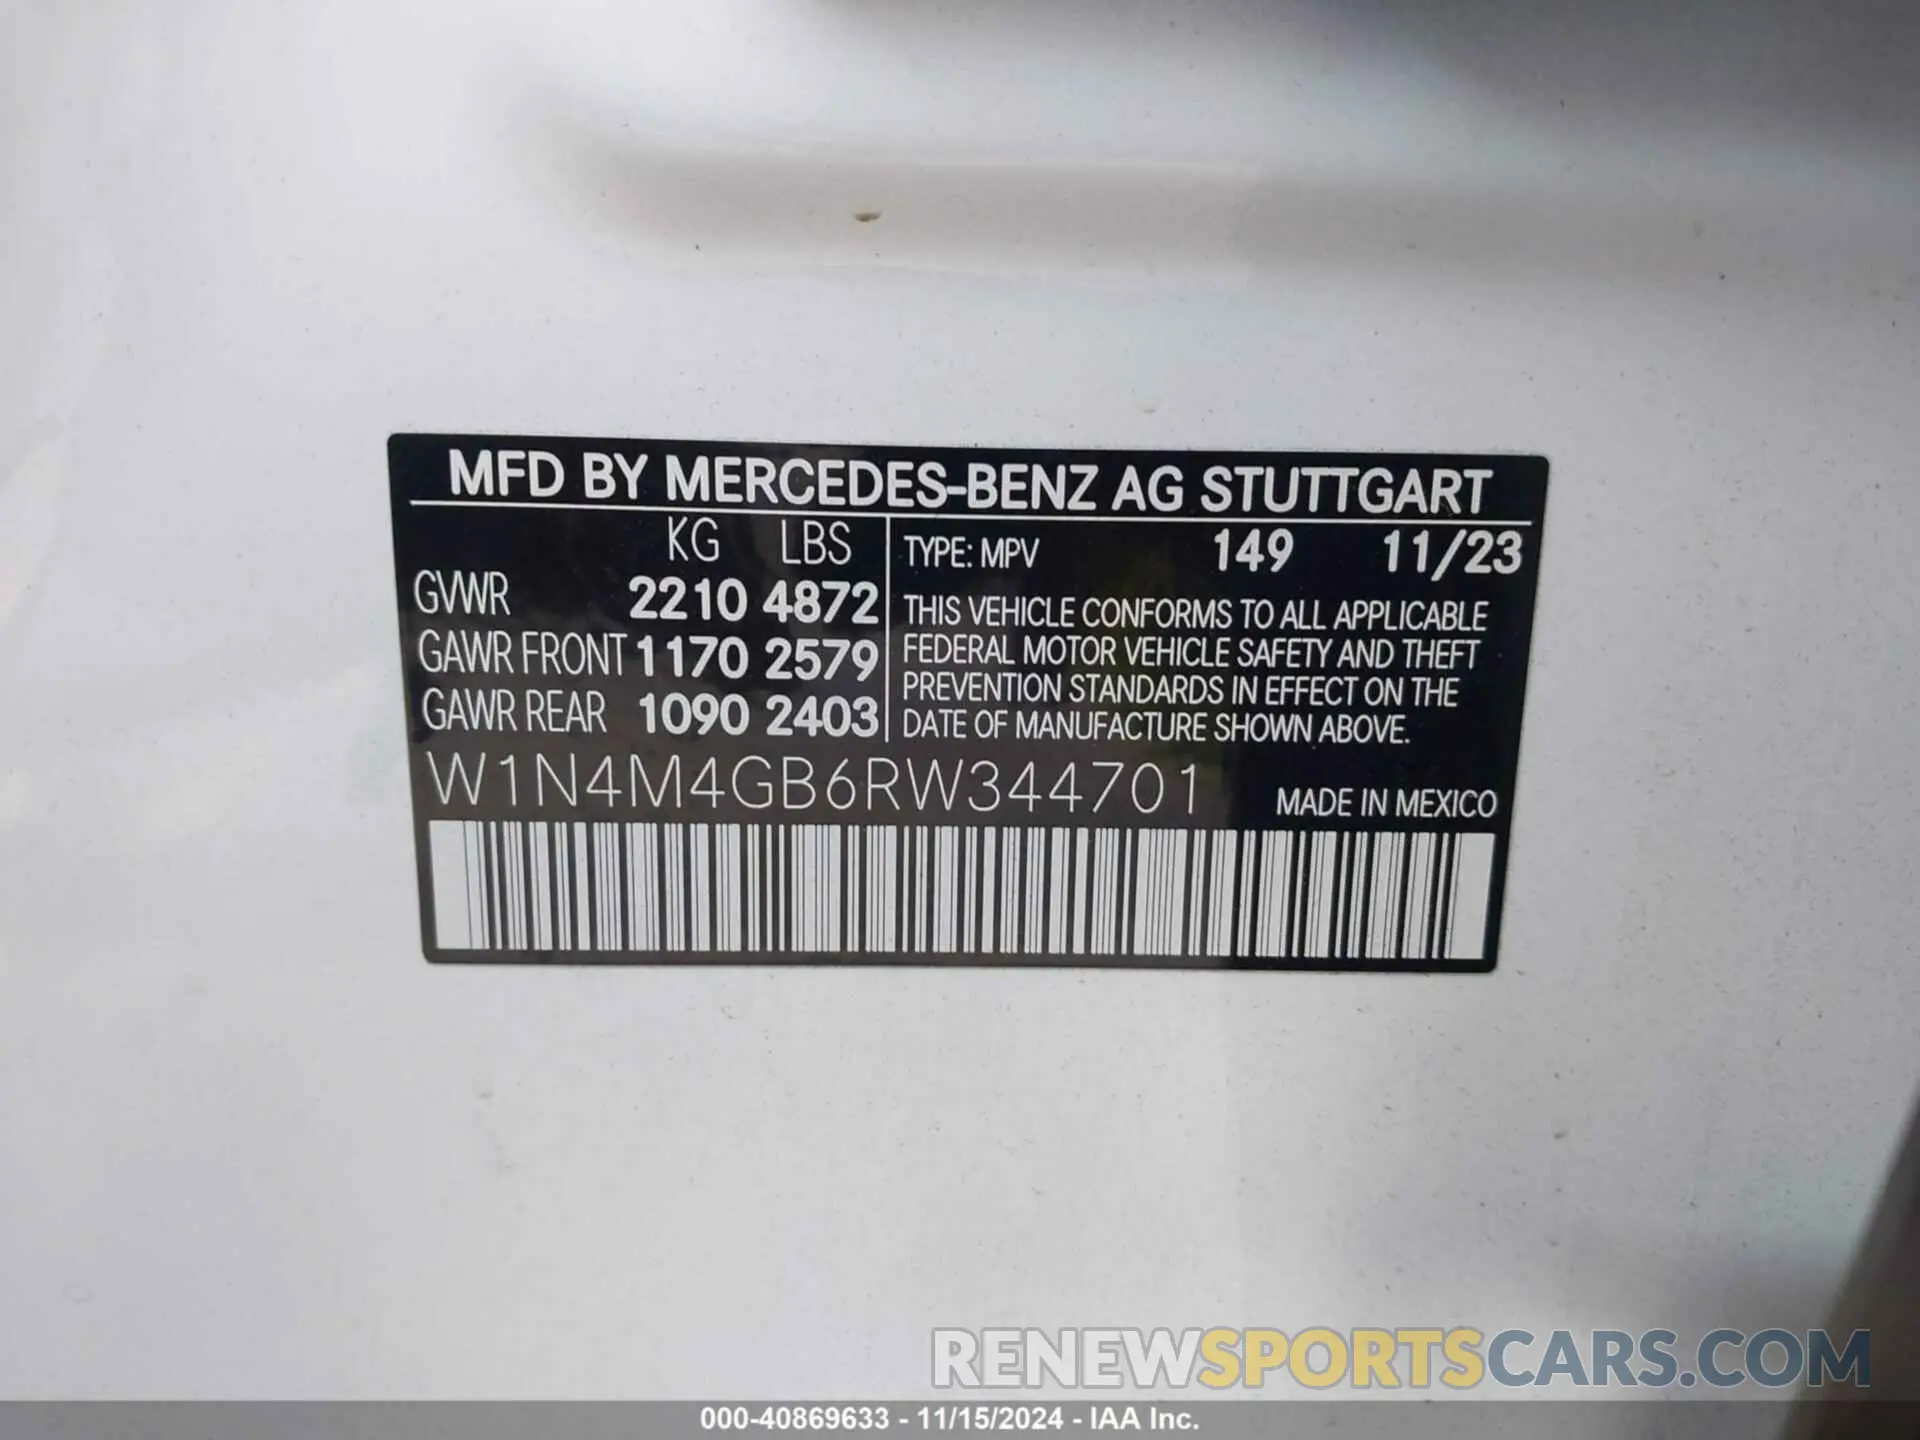 MFD BY MERCEDES-BENZ AG STUTTGART
KG LBS
GVWR 2210 4872
GAWR FRONT 1170 2579
GAWR REAR 1090 2403
TYPE: MPV 149 11/23
THIS VEHICLE CONFORMS TO ALL APPLICABLE
FEDERAL MOTOR VEHICLE SAFETY AND THEFT
PREVENTION STANDARDS IN EFFECT ON THE
DATE OF MANUFACTURE SHOWN ABOVE.
W1N4M4GB6RW344701 MADE IN MEXICO
RENEWSPORTSCARS.COM
000-40869633 - 11/15/2024 - IAA Inc.